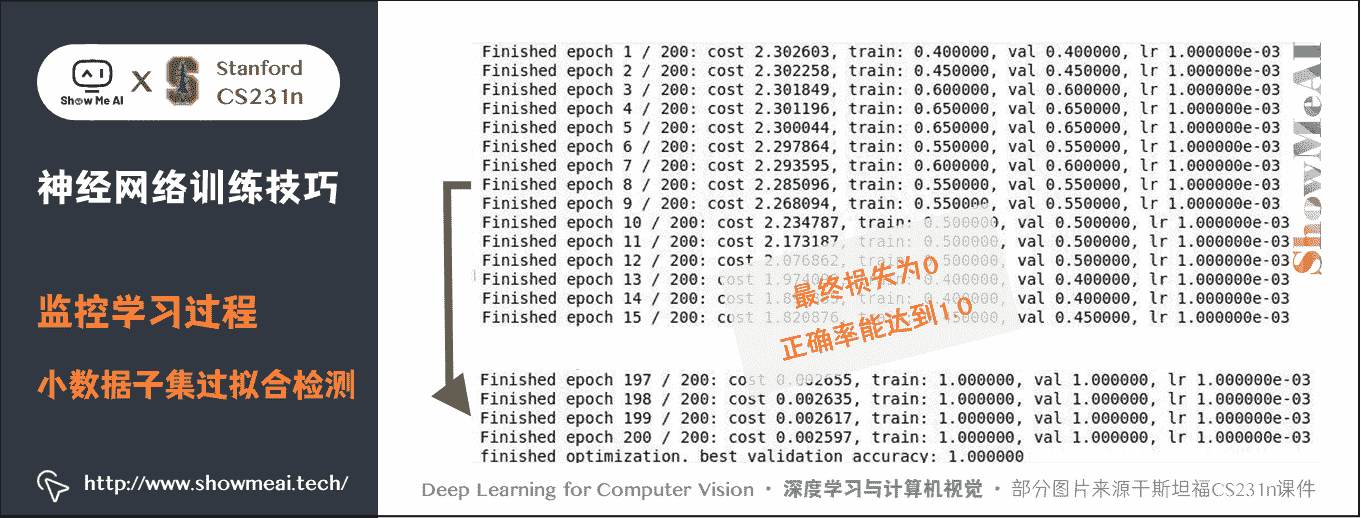 Show Me AI
X
Stanford
CS231n
神经网络训练技巧
监控学习过程
小数据子集过拟合检测
http://www.showmeai.tech/
Finished epoch 1 / 200: cost 2.302603, train: 0.400000, val 0.400000, lr 1.000000e-03
Finished epoch 2 / 200: cost 2.302258, train: 0.450000, val 0.450000, lr 1.000000e-03
Finished epoch 3 / 200: cost 2.301849, train: 0.600000, val 0.600000, lr 1.000000e-03
Finished epoch 4 / 200: cost 2.301196, train: 0.650000, val 0.650000, lr 1.000000e-03
Finished epoch 5 / 200: cost 2.300044, train: 0.650000, val 0.650000, lr 1.000000e-03
Finished epoch 6 / 200: cost 2.297864, train: 0.550000, val 0.550000, lr 1.000000e-03
Finished epoch 7 / 200: cost 2.293595, train: 0.600000, val 0.600000, lr 1.000000e-03
Finished epoch 8 / 200: cost 2.285096, train: 0.550000, val 0.550000, lr 1.000000e-03
Finished epoch 9 / 200: cost 2.268094, train: 0.550000, val 0.550000, lr 1.000000e-03
Finished epoch 10 / 200: cost 2.234787, train: 0.500000, val 0.500000, lr 1.000000e-03
Finished epoch 11 / 200: cost 2.173187, train: 0.500000, val 0.500000, lr 1.000000e-03
Finished epoch 12 / 200: cost 2.076862, train: 0.500000, val 0.500000, lr 1.000000e-03
Finished epoch 13 / 200: cost train: 0.400000, val 0.400000, lr 1.000000e-03
Finished epoch 14 / 200: cost val 0.400000, lr 1.000000e-03
Finished epoch 15 / 200: cost 1.820876, val 0.450000, lr 1.000000e-03
最终损失为0
正确率能达到1.0
Finished epoch 197 / 200: cost 0.002655, train: 1.000000, val 1.000000, lr 1.000000e-03
Finished epoch 198 / 200: cost 0.002635, train: 1.000000, val 1.000000, lr 1.000000e-03
Finished epoch 199 / 200: cost 0.002617, train: 1.000000, val 1.000000, lr 1.000000e-03
Finished epoch 200 / 200: cost 0.002597, train: 1.000000, val 1.000000, lr 1.000000e-03
finished optimization. best validation accuracy: 1.000000
ShowMeAI
Deep Learning for Computer Vision · 深度学习与计算机视觉 · 部分图片来源于斯坦福CS231n课件